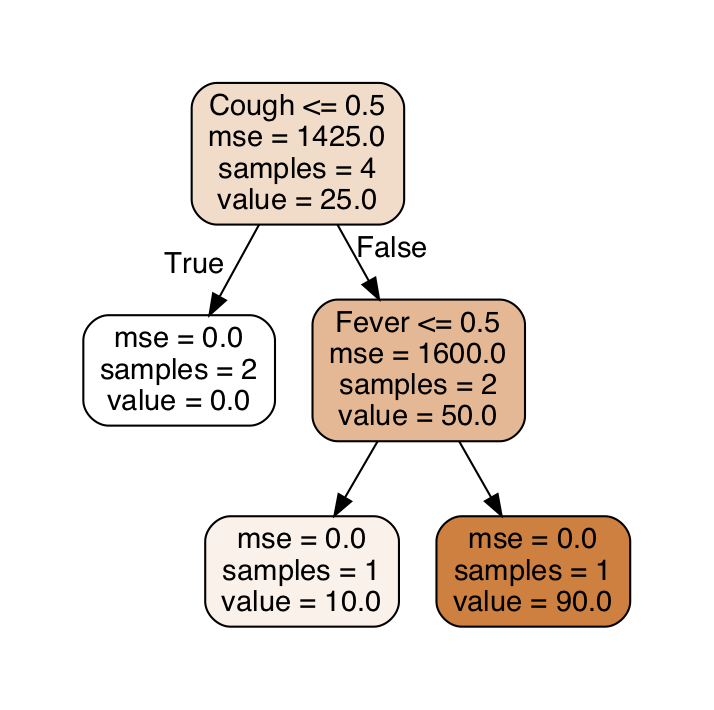 Cough <= 0.5
mse = 1425.0
samples = 4
value = 25.0
True
False
mse = 0.0
samples = 2
value = 0.0
Fever <= 0.5
mse = 1600.0
samples = 2
value = 50.0
mse = 0.0
samples = 1
value = 10.0
mse = 0.0
samples = 1
value = 90.0